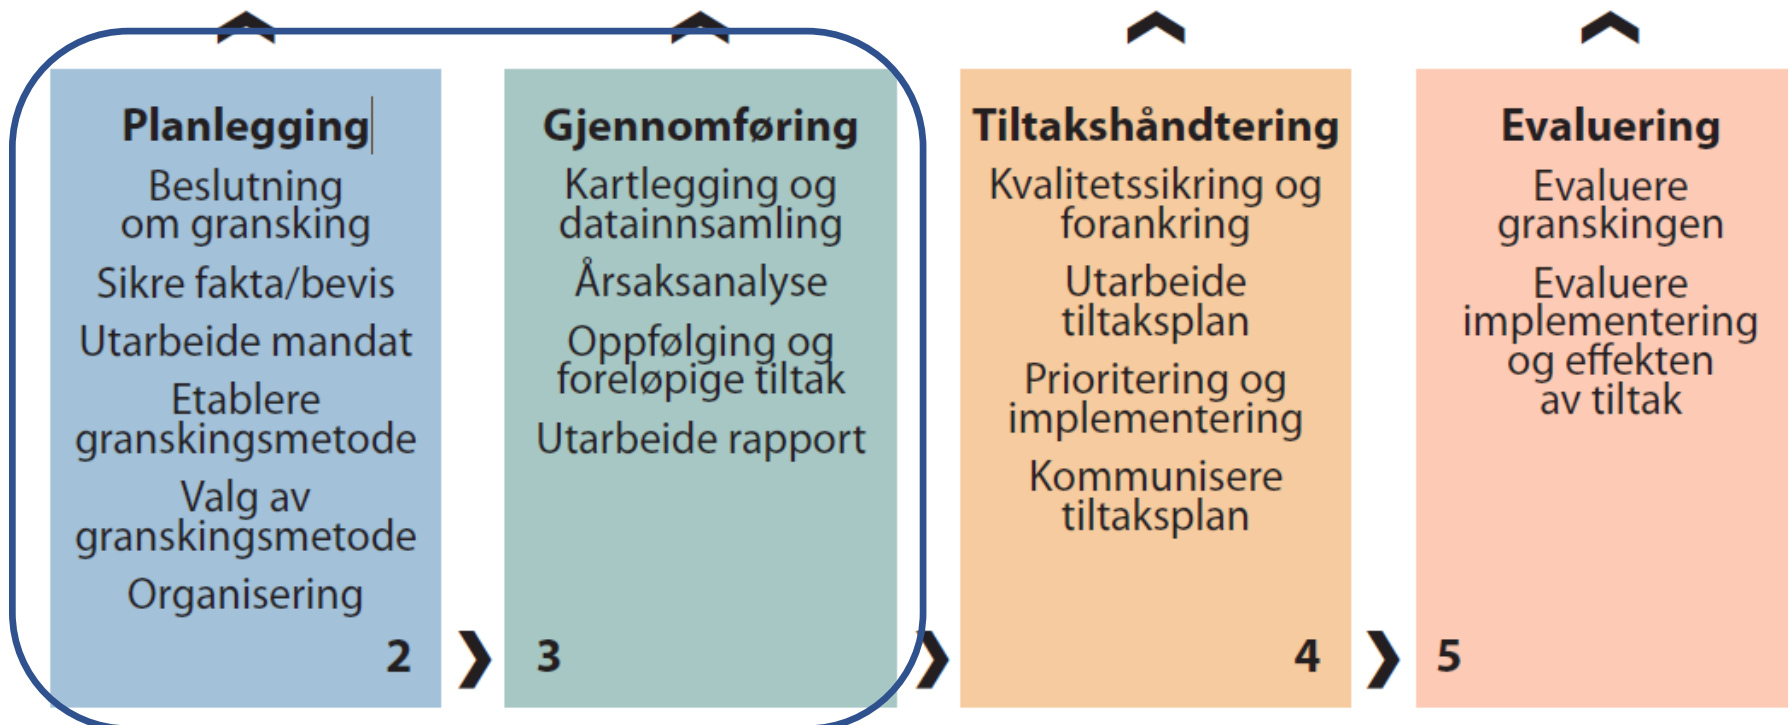 Planlegging
Beslutning
om gransking
Sikre fakta/bevis
Utarbeide mandat
Etablere
granskingsmetode
Valg av
granskingsmetode
Organisering
2
Gjennomføring
Kartlegging og
datainnsamling
Årsaksanalyse
Oppfølging og
foreløpige tiltak
Utarbeide rapport
3
Tiltakshåndtering
Kvalitetssikring og
forankring
Utarbeide
tiltaksplan
Prioritering og
implementering
Kommunisere
tiltaksplan
4
Evaluering
Evaluere
granskingen
Evaluere
implementering
og effekten
av tiltak
5